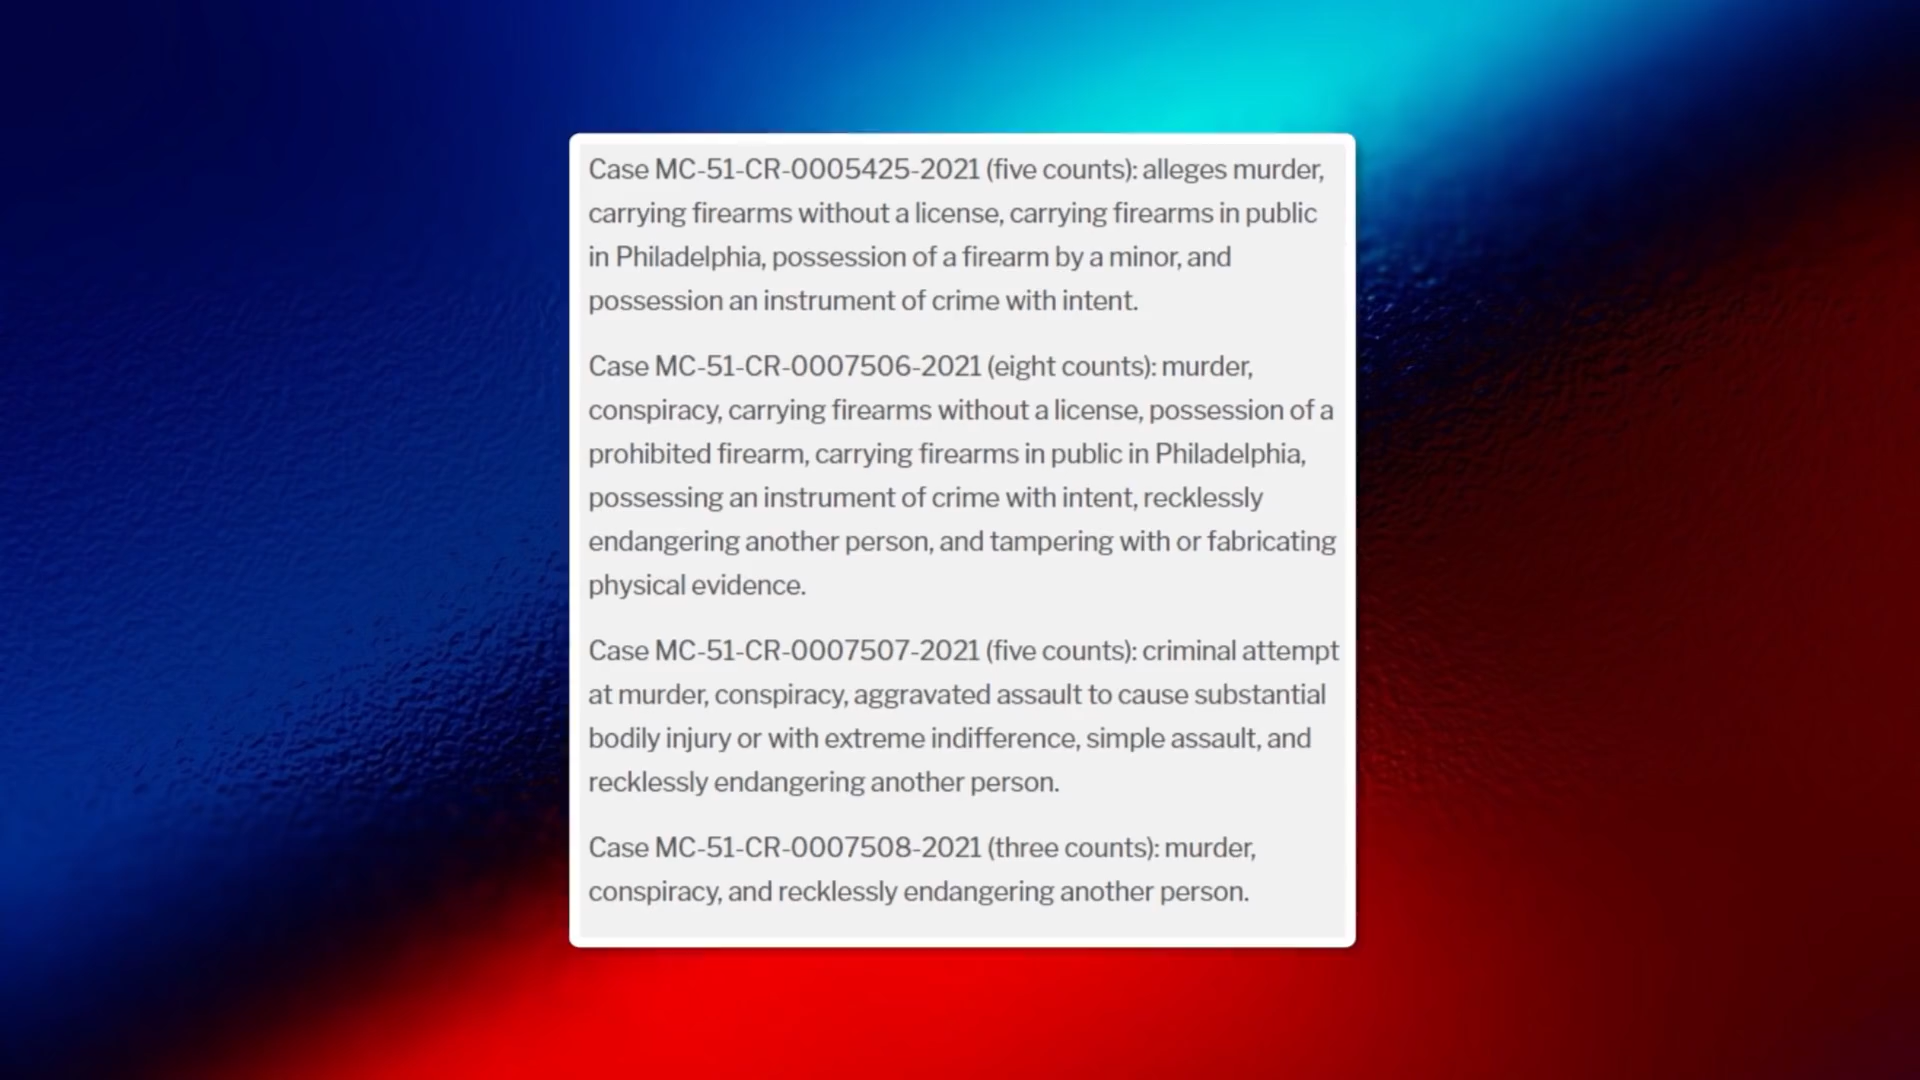 Case MC-51-CR-0005425-2021 (five counts): alleges murder,
carrying firearms without a license, carrying firearms in public
in Philadelphia, possession of a firearm by a minor, and
possession an instrument of crime with intent.
Case MC-51-CR-0007506-2021 (eight counts): murder,
conspiracy, carrying firearms without a license, possession of a
prohibited firearm, carrying firearms in public in Philadelphia,
possessing an instrument of crime with intent, recklessly
endangering another person, and tampering with or fabricating
physical evidence.
Case MC-51-CR-0007507-2021 (five counts): criminal attempt
at murder, conspiracy, aggravated assault to cause substantial
bodily injury or with extreme indifference, simple assault, and
recklessly endangering another person.
Case MC-51-CR-0007508-2021 (three counts): murder,
conspiracy, and recklessly endangering another person.